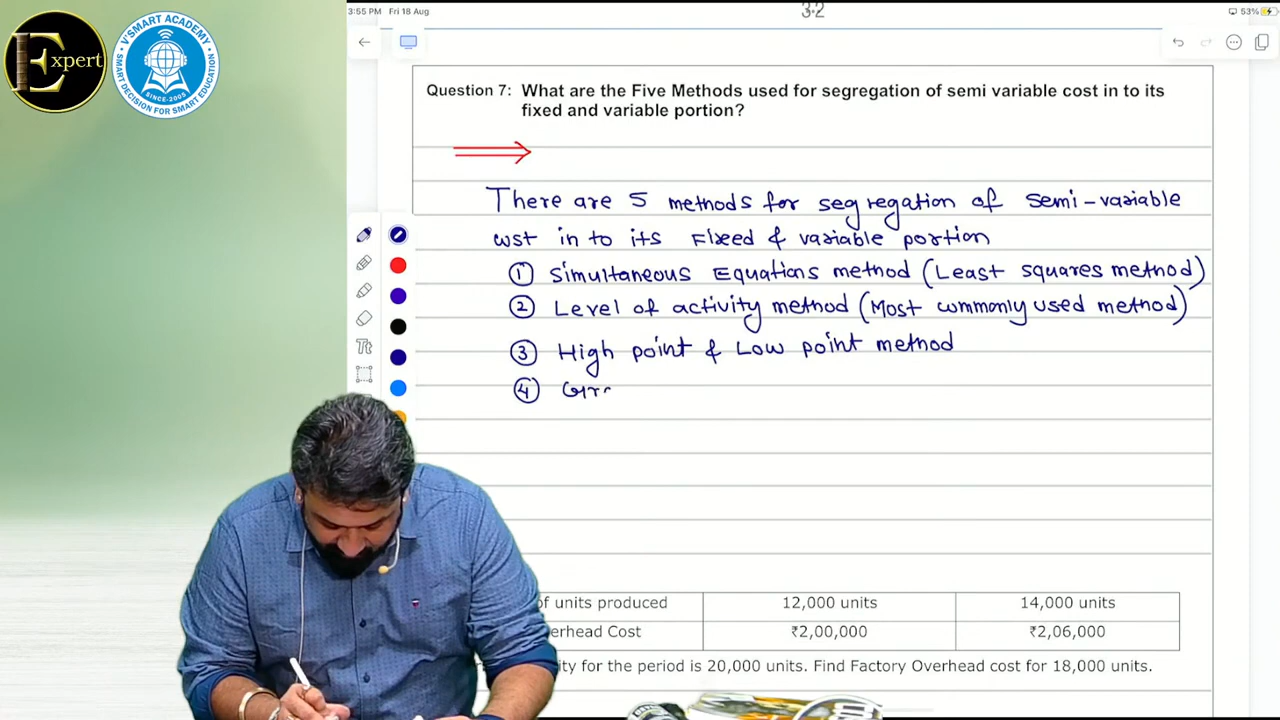 3:55 PM Fri 18 Aug
32
53%
Expert
V SMART ACADEMY
SINCE-2005
SMART DECISION FOR SMART EDUCATION
Question 7: What are the Five Methods used for segregation of semi variable cost in to its
fixed and variable portion?
There are 5 methods for segregation of semi-variable
cost in to its Fixed & variable portion
① Simultaneous Equations method (Least squares method)
② Level of activity method (Most commonly used method)
③ High point & Low point method
④ Gra
Tt
of units produced 12,000 units 14,000 units
erhead Cost ₹2,00,000 ₹2,06,000
ity for the period is 20,000 units. Find Factory Overhead cost for 18,000 units.